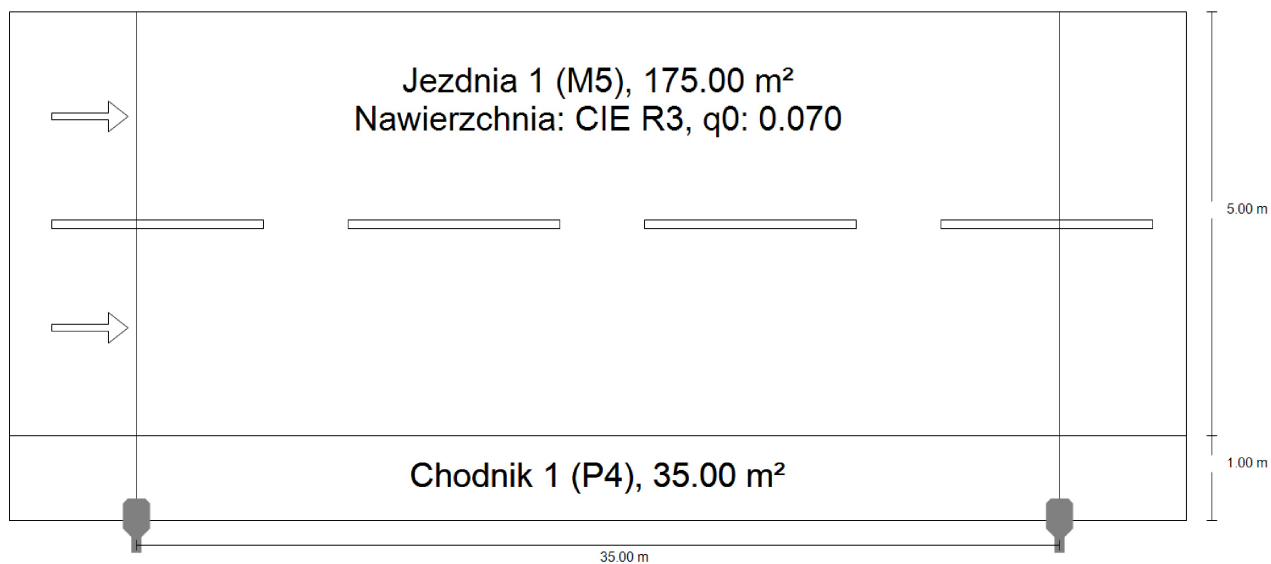 Jezdnia 1 (M5), 175.00 m²
Nawierzchnia: CIE R3, q0: 0.070
5.00 m
Chodnik 1 (P4), 35.00 m²
1.00 m
35.00 m